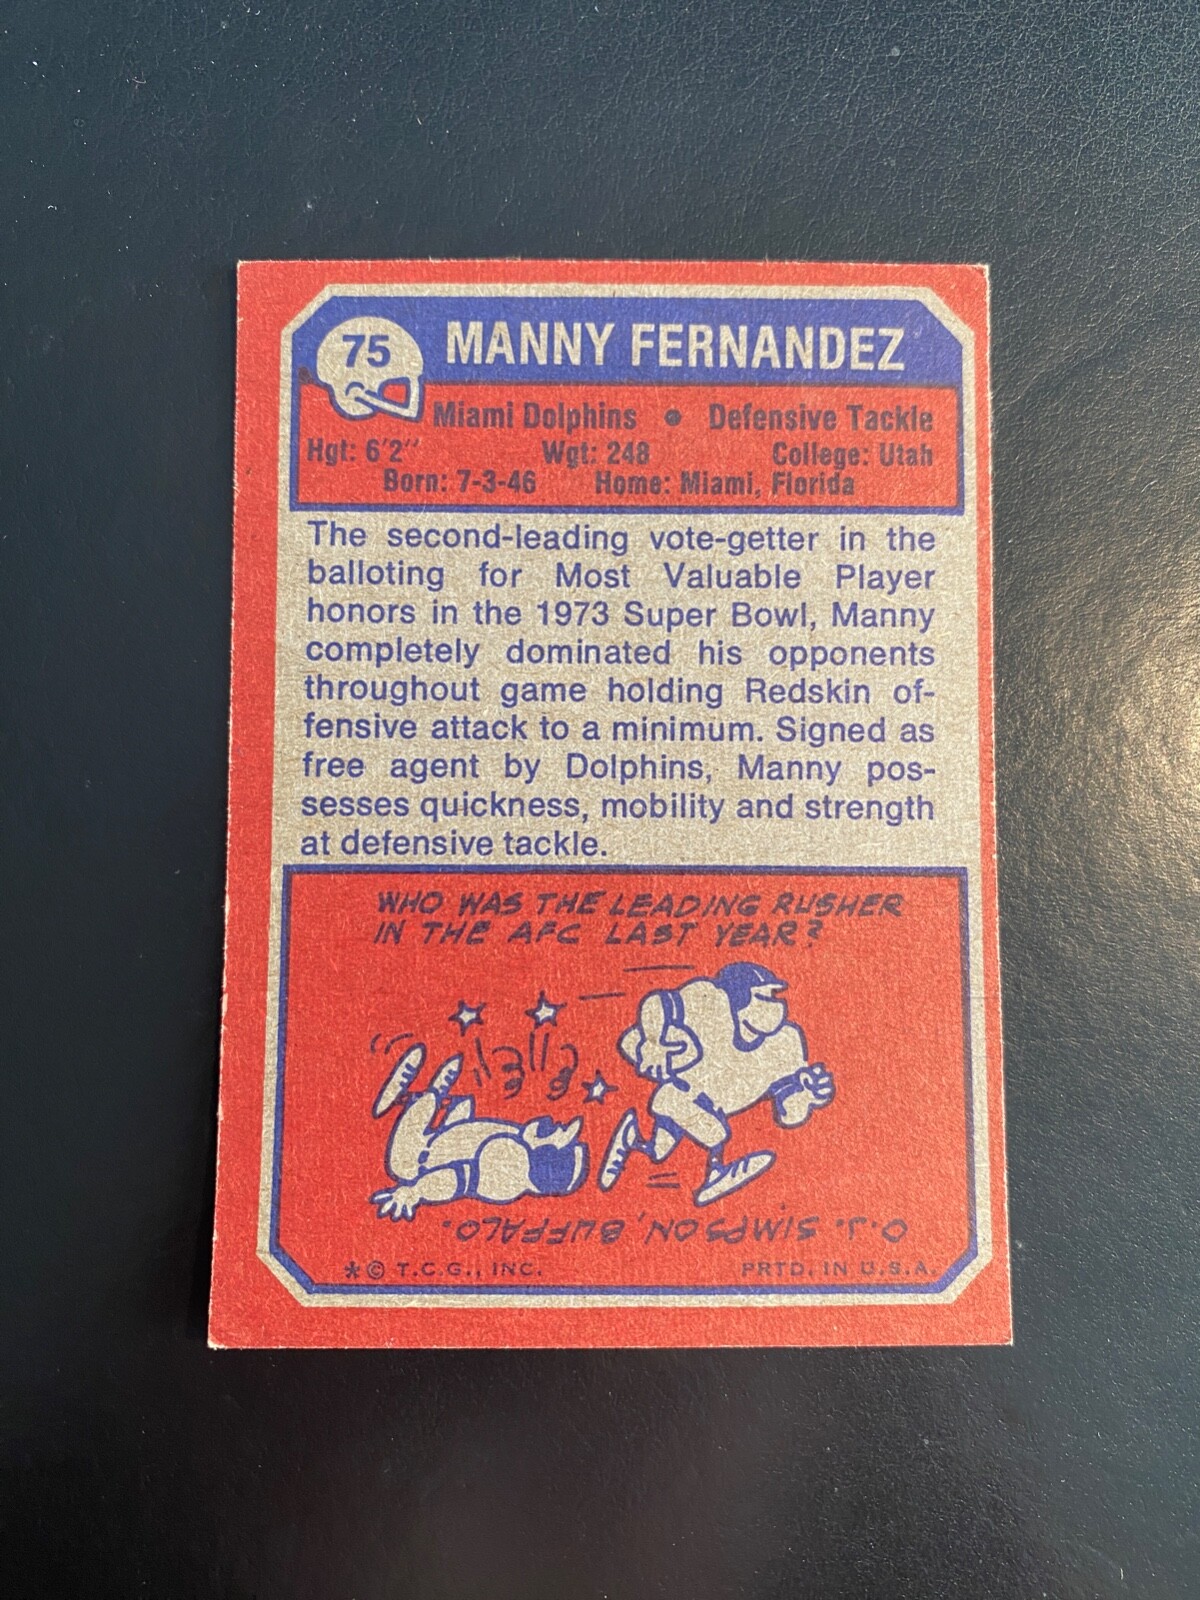 75
MANNY FERNANDEZ
Miami Dolphins • Defensive Tackle
Hgt: 6'2" Wgt: 248 College: Utah
Born: 7-3-46 Home: Miami, Florida
The second-leading vote-getter in the
balloting for Most Valuable Player
honors in the 1973 Super Bowl, Manny
completely dominated his opponents
throughout game holding Redskin of-
fensive attack to a minimum. Signed as
free agent by Dolphins, Manny pos-
sesses quickness, mobility and strength
at defensive tackle.
WHO WAS THE LEADING RUSHER
IN THE AFC LAST YEAR?
O.J. SIMPSON, BUFFALO.
*© T.C.G., INC. PRTD. IN U.S.A.